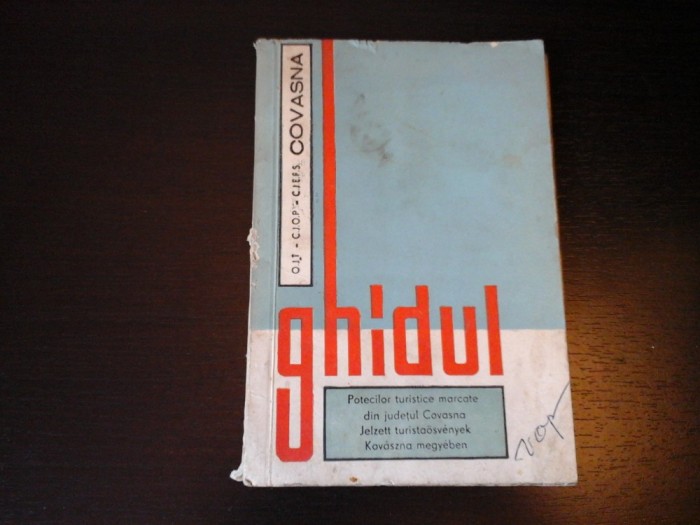 O.J.T - C.J.O.P. - C.J.E.F.S. COVASNA
ghidul
Potecilor turistice marcate
din județul Covasna
Jelzett turistaösvények
Kovászna megyében